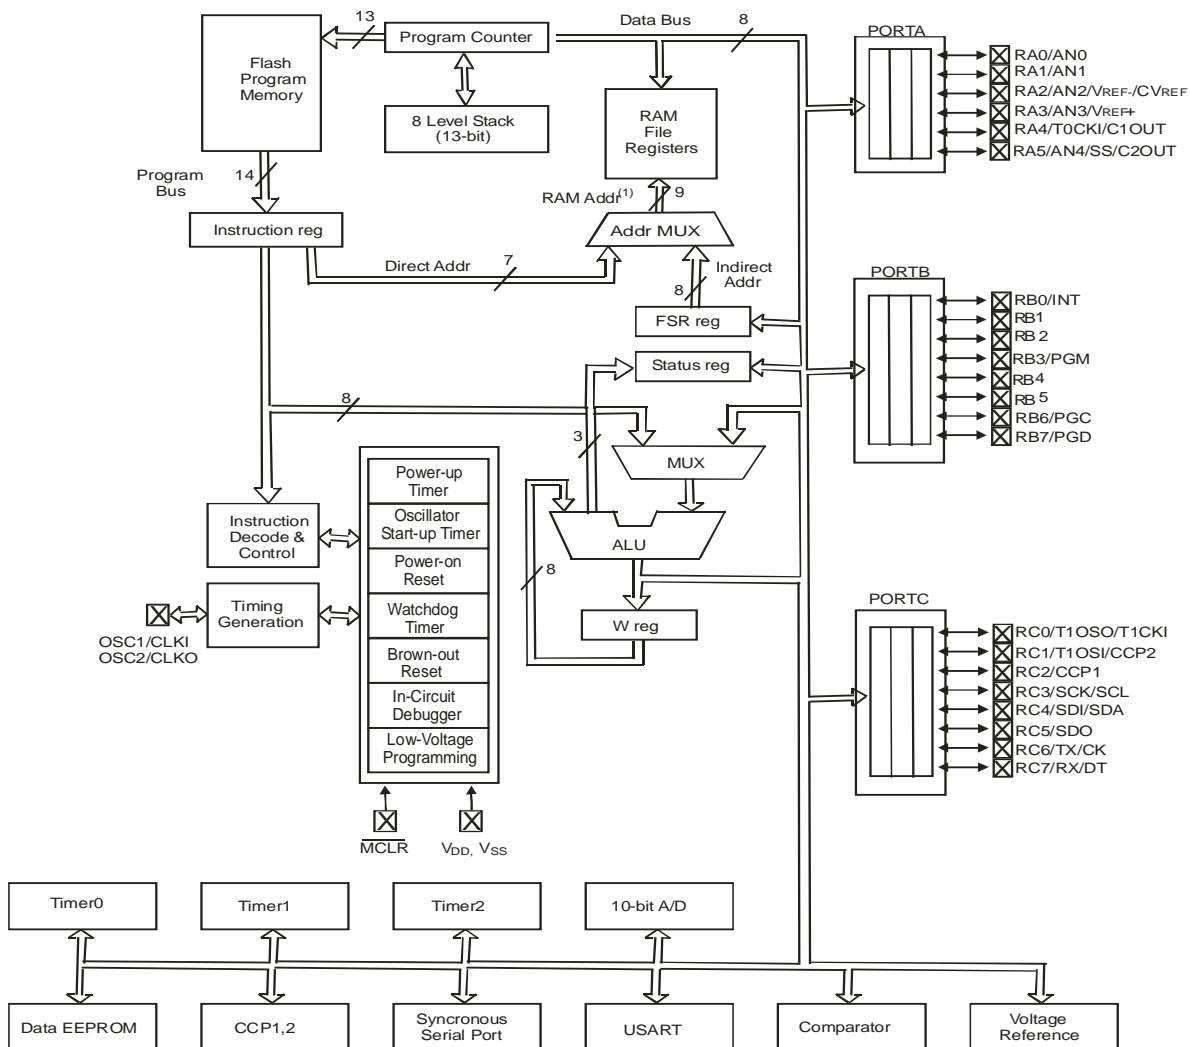 13
Data Bus
8
Program Counter
Flash
Program
Memory
8 Level Stack
(13-bit)
RAM
File
Registers
PORTA
RA0/AN0
RA1/AN1
RA2/AN2/VREF-/CVREF
RA3/AN3/VREF+
RA4/T0CKI/C1OUT
RA5/AN4/SS/C2OUT
Program
Bus
14
RAM Addr(1)
9
Instruction reg
Addr MUX
Direct Addr
7
8
Indirect
Addr
FSR reg
Status reg
PORTB
RB0/INT
RB1
RB2
RB3/PGM
RB4
RB5
RB6/PGC
RB7/PGD
8
3
MUX
Power-up
Timer
Oscillator
Start-up Timer
Power-on
Reset
Watchdog
Timer
Brown-out
Reset
In-Circuit
Debugger
Low-Voltage
Programming
Instruction
Decode &
Control
Timing
Generation
OSC1/CLKI
OSC2/CLKO
ALU
8
W reg
PORTC
RC0/T1OSO/T1CKI
RC1/T1OSI/CCP2
RC2/CCP1
RC3/SCK/SCL
RC4/SDI/SDA
RC5/SDO
RC6/TX/CK
RC7/RX/DT
MCLR
VDD, VSS
Timer0
Timer1
Timer2
10-bit A/D
Data EEPROM
CCP1,2
Syncronous
Serial Port
USART
Comparator
Voltage
Reference